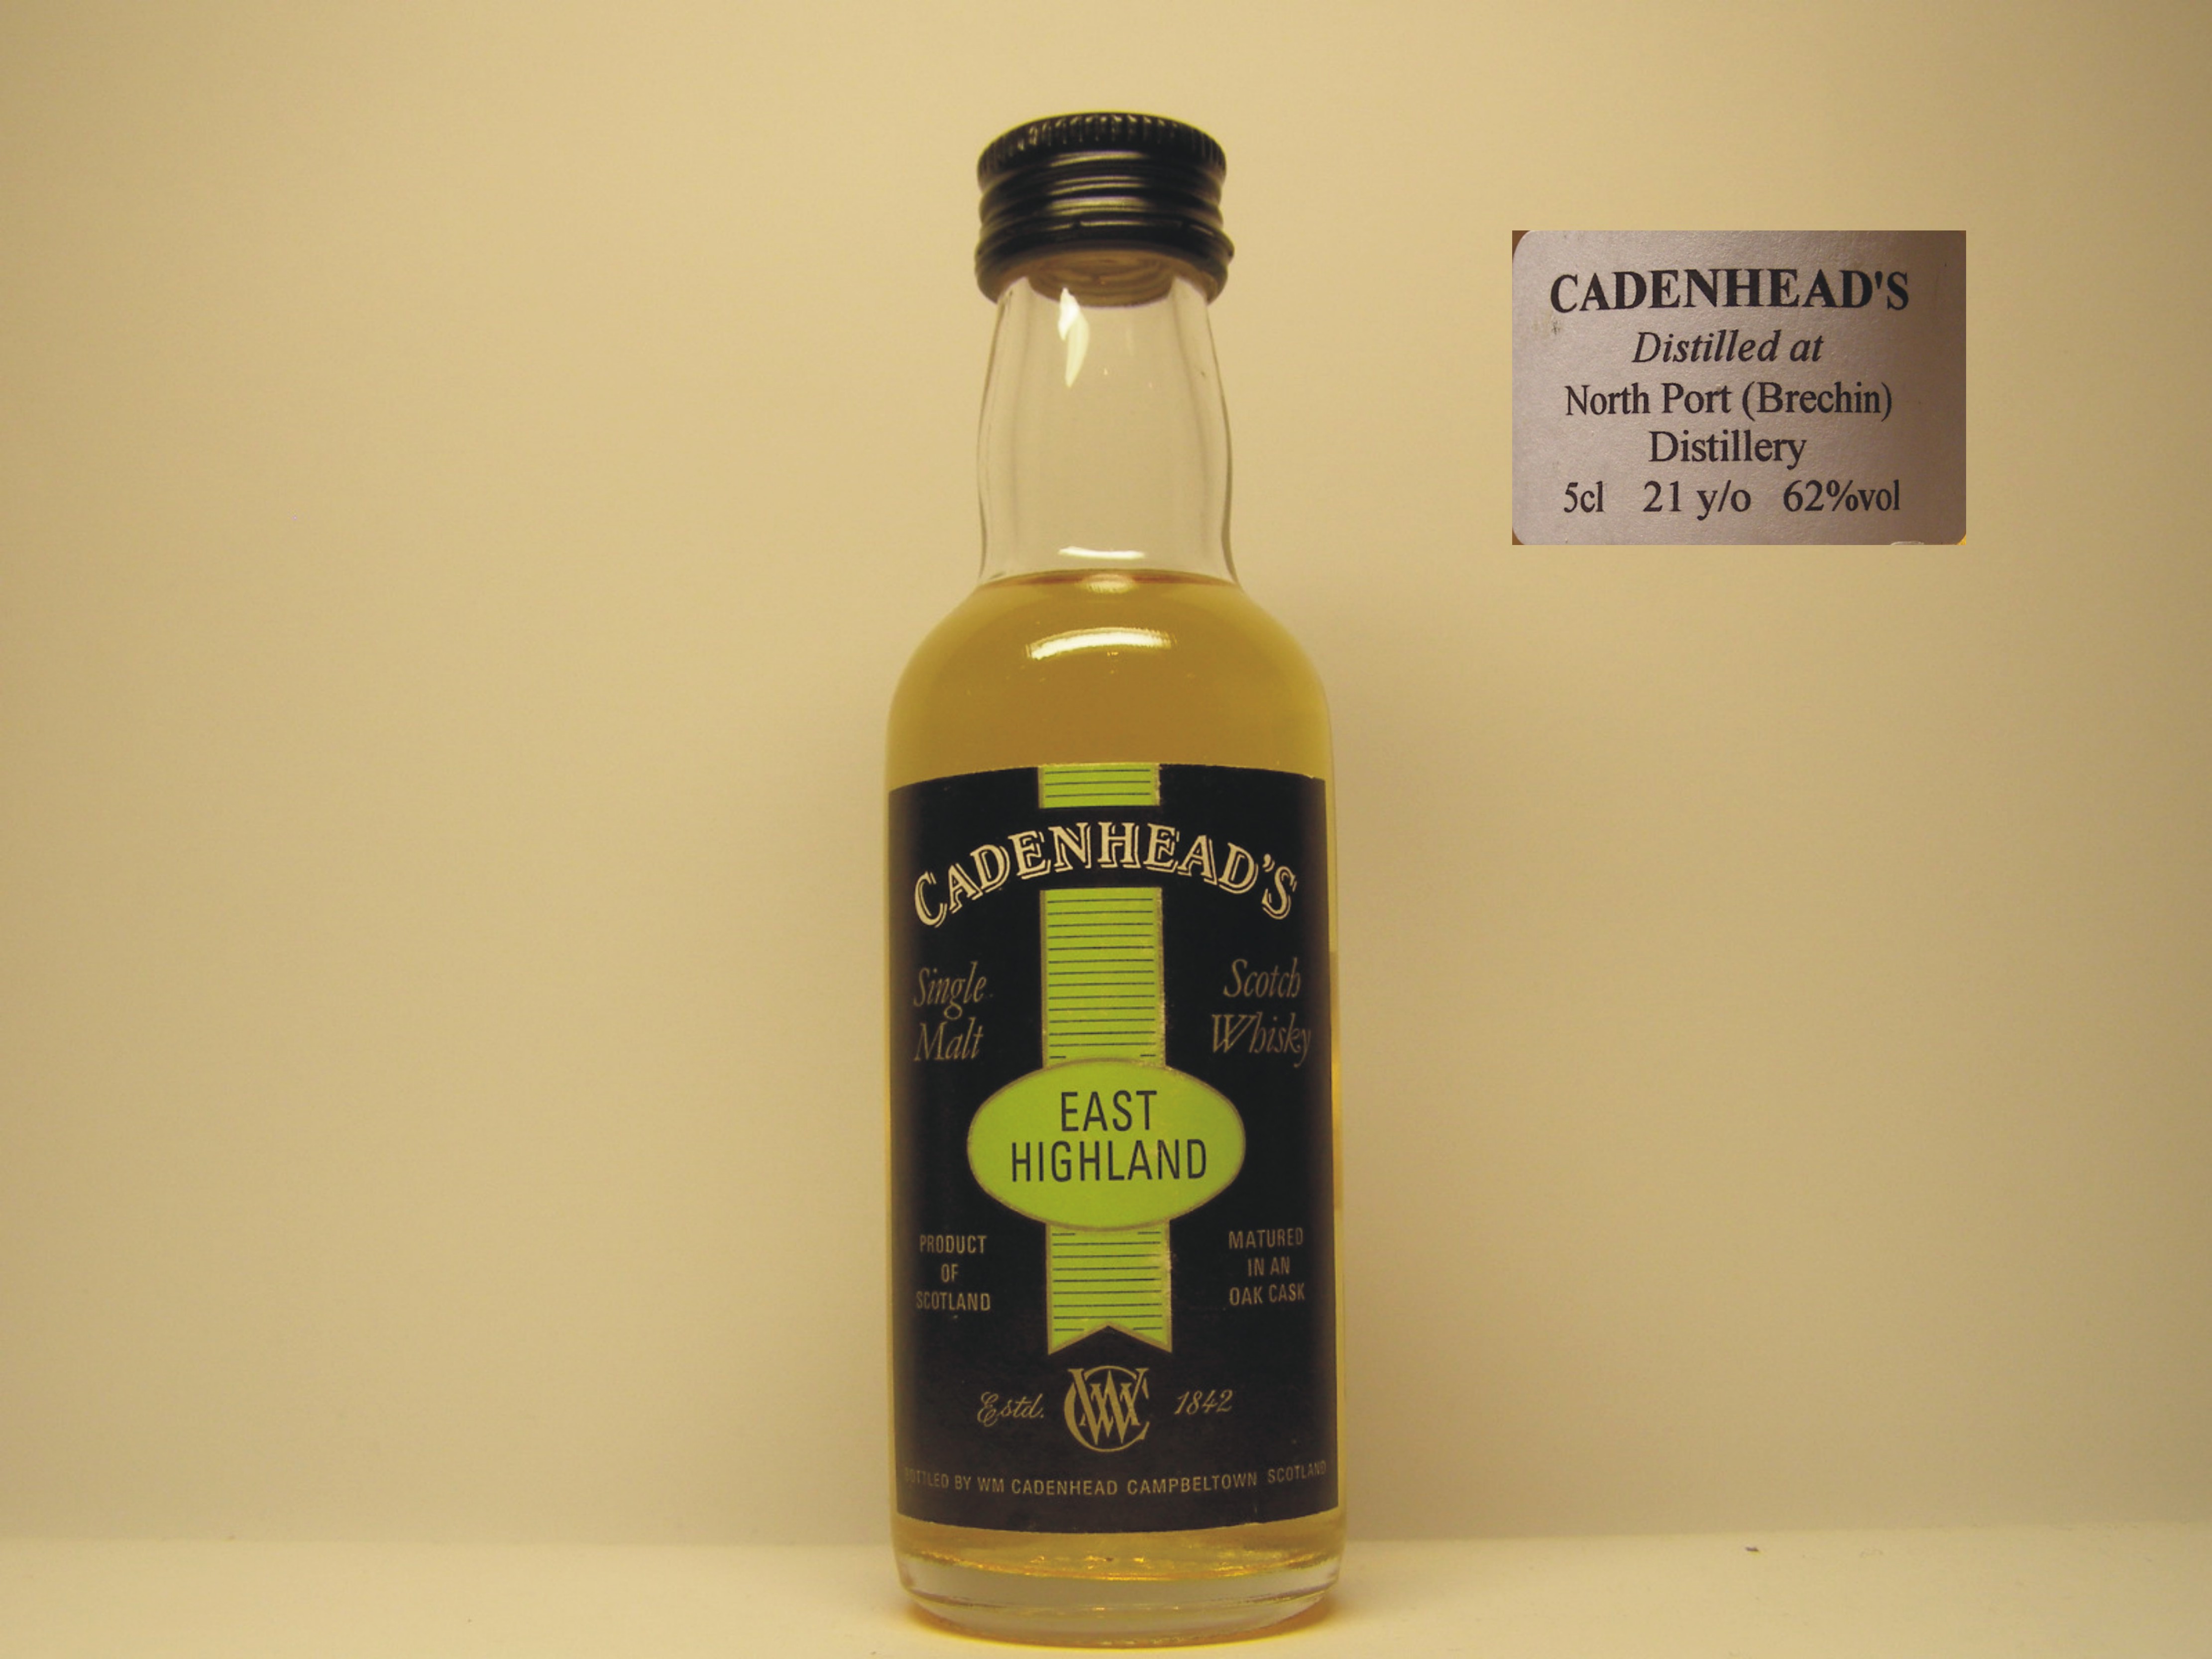 CADENHEAD'S
Single Malt
Scotch Whisky
EAST
HIGHLAND
PRODUCT
OF
SCOTLAND
MATURED
IN AN
OAK CASK
Estd. WC 1842
BOTTLED BY WM CADENHEAD CAMPBELTOWN SCOTLAND
CADENHEAD'S
Distilled at
North Port (Brechin)
Distillery
5cl 21 y/o 62%vol